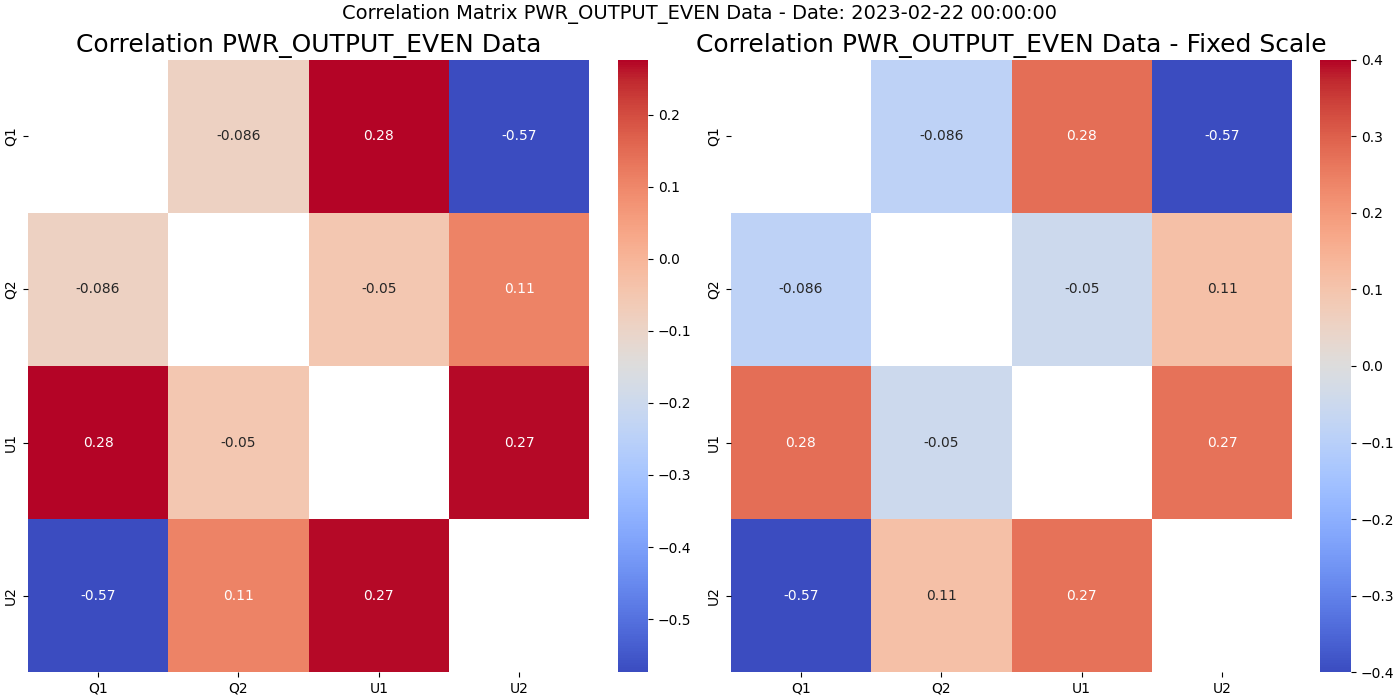 Correlation Matrix PWR_OUTPUT_EVEN Data - Date: 2023-02-22 00:00:00
Correlation PWR_OUTPUT_EVEN Data
Q1
-0.086
0.28
-0.57
Q2
-0.086
-0.05
0.11
U1
0.28
-0.05
0.27
U2
-0.57
0.11
0.27
Q1
Q2
U1
U2
0.2
0.1
0.0
−0.1
−0.2
−0.3
−0.4
−0.5
Correlation PWR_OUTPUT_EVEN Data - Fixed Scale
Q1
-0.086
0.28
-0.57
Q2
-0.086
-0.05
0.11
U1
0.28
-0.05
0.27
U2
-0.57
0.11
0.27
Q1
Q2
U1
U2
0.4
0.3
0.2
0.1
0.0
−0.1
−0.2
−0.3
−0.4